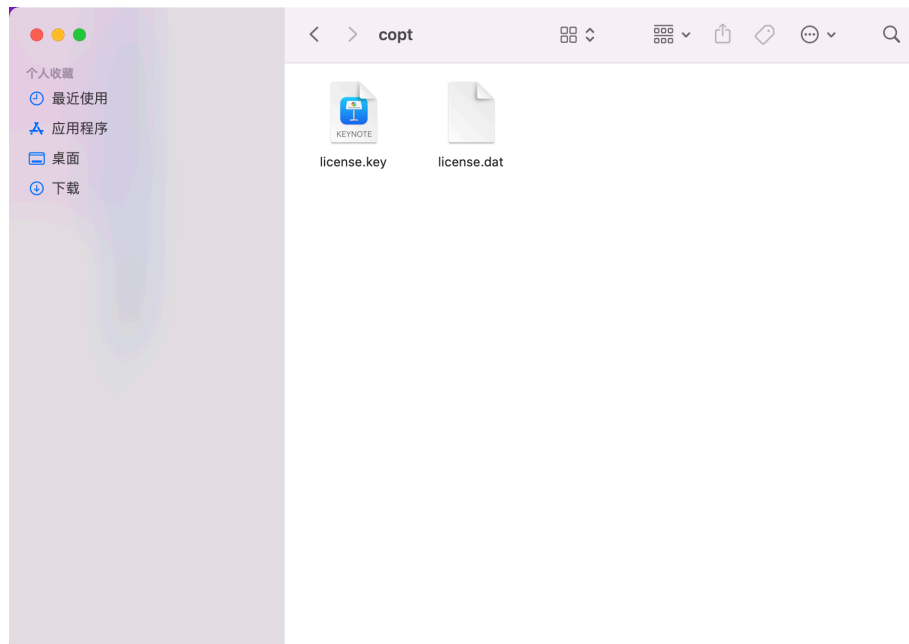 copt
个人收藏
最近使用
应用程序
桌面
下载
KEYNOTE
license.key
license.dat